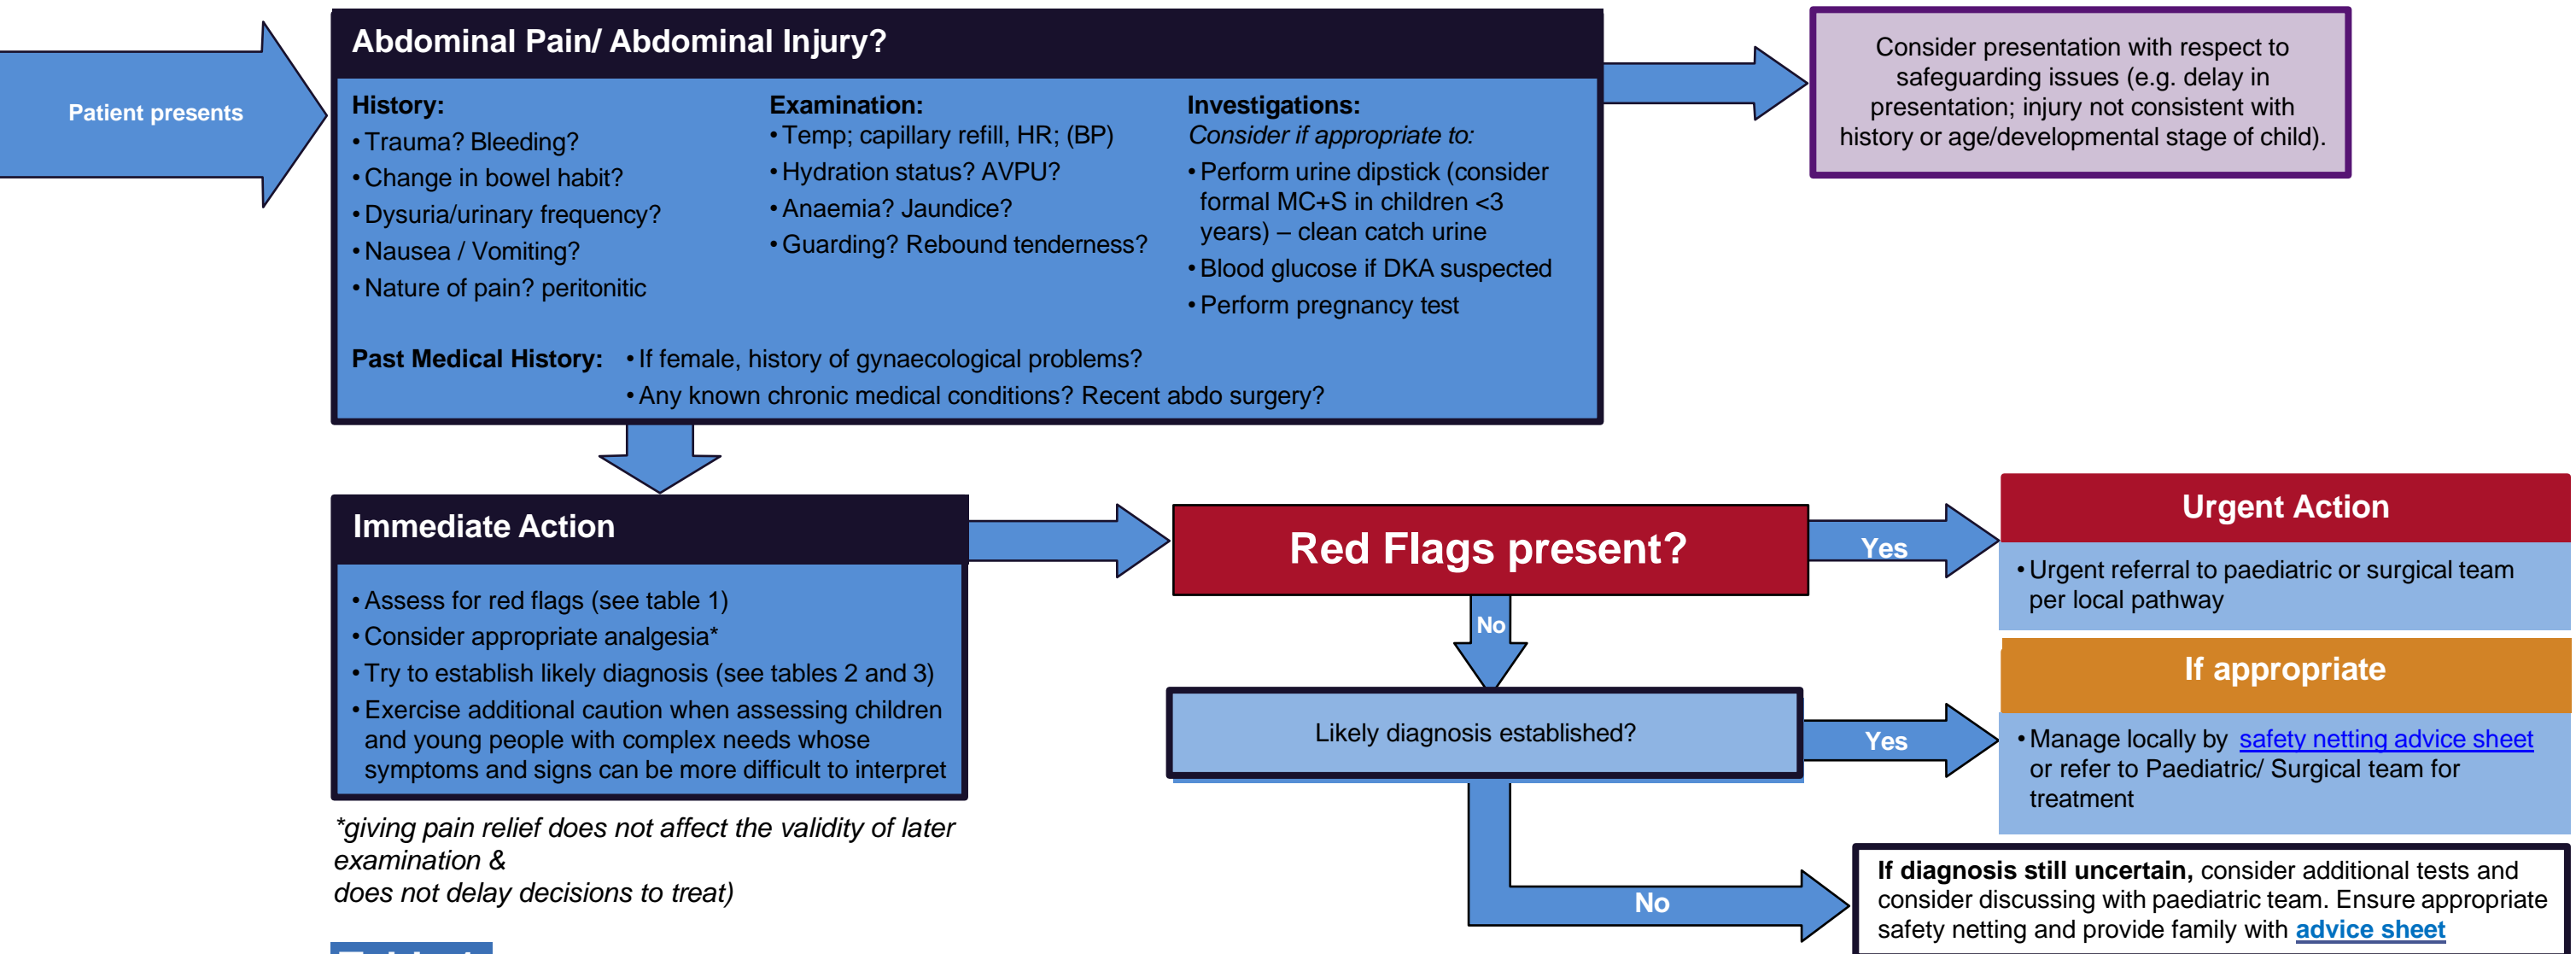 Patient presents
Abdominal Pain/ Abdominal Injury?
History:
• Trauma? Bleeding?
• Change in bowel habit?
• Dysuria/urinary frequency?
• Nausea / Vomiting?
• Nature of pain? peritonitic
Examination:
• Temp; capillary refill, HR; (BP)
• Hydration status? AVPU?
• Anaemia? Jaundice?
• Guarding? Rebound tenderness?
Investigations:
Consider if appropriate to:
• Perform urine dipstick (consider
formal MC+S in children <3
years) – clean catch urine
• Blood glucose if DKA suspected
• Perform pregnancy test
Past Medical History: • If female, history of gynaecological problems?
• Any known chronic medical conditions? Recent abdo surgery?
Consider presentation with respect to
safeguarding issues (e.g. delay in
presentation; injury not consistent with
history or age/developmental stage of child).
Immediate Action
• Assess for red flags (see table 1)
• Consider appropriate analgesia*
• Try to establish likely diagnosis (see tables 2 and 3)
• Exercise additional caution when assessing children
and young people with complex needs whose
symptoms and signs can be more difficult to interpret
*giving pain relief does not affect the validity of later
examination &
does not delay decisions to treat)
Red Flags present?
Yes
Urgent Action
• Urgent referral to paediatric or surgical team
per local pathway
No
Likely diagnosis established?
Yes
If appropriate
• Manage locally by safety netting advice sheet
or refer to Paediatric/ Surgical team for
treatment
No
If diagnosis still uncertain, consider additional tests and
consider discussing with paediatric team. Ensure appropriate
safety netting and provide family with advice sheet